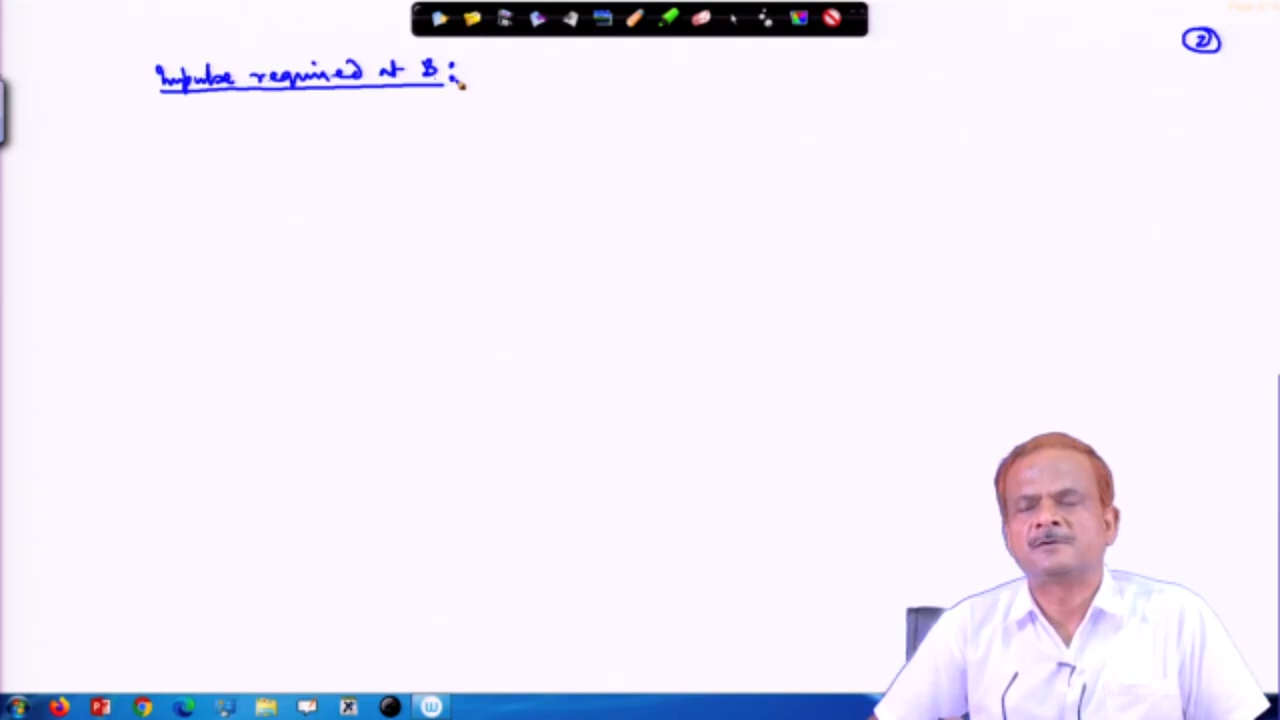 ②
Impulse required at B: